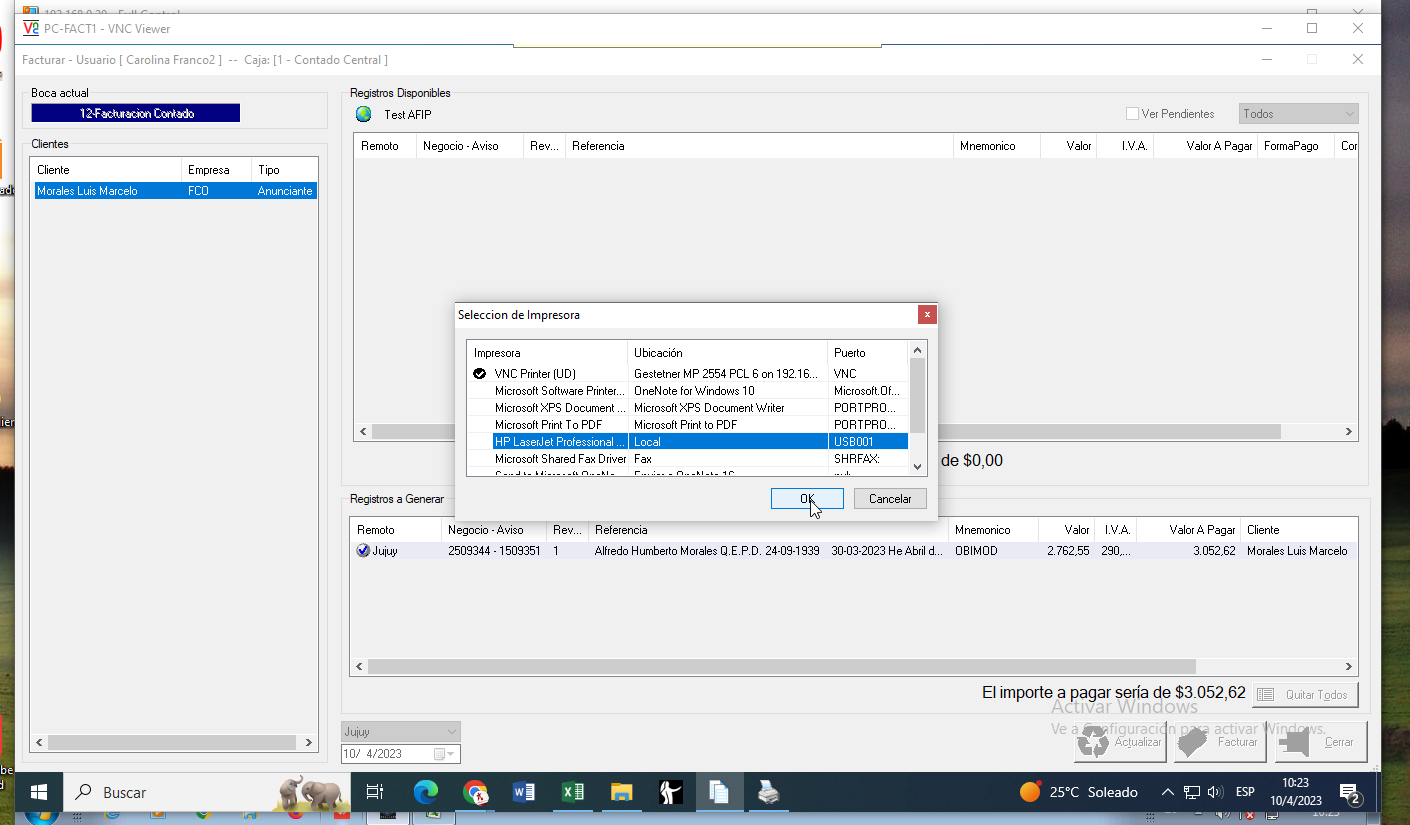 PC-FACT1 - VNC Viewer
Facturar - Usuario [ Carolina Franco2 ] -- Caja: [1 - Contado Central ]
Boca actual
12-Facturacion Contado
Clientes
Cliente Empresa Tipo
Morales Luis Marcelo FCO Anunciante
Registros Disponibles
Test AFIP
Ver Pendientes Todos
Remoto Negocio - Aviso Rev... Referencia Mnemonico Valor I.V.A. Valor A Pagar FormaPago Cor
Seleccion de Impresora
Impresora Ubicación Puerto
VNC Printer (UD) Gestetner MP 2554 PCL 6 on 192.16... VNC
Microsoft Software Printer... OneNote for Windows 10 Microsoft.Of...
Microsoft XPS Document ... Microsoft XPS Document Writer PORTPRO...
Microsoft Print To PDF Microsoft Print to PDF PORTPRO...
HP LaserJet Professional ... Local USB001
Microsoft Shared Fax Driver Fax SHRFAX:
OK Cancelar
de $0,00
Registros a Generar
Remoto Negocio - Aviso Rev... Referencia Mnemonico Valor I.V.A. Valor A Pagar Cliente
Jujuy 2509344 - 1509351 1 Alfredo Humberto Morales Q.E.P.D. 24-09-1939 30-03-2023 He Abril d... OBIMOD 2.762,55 290,... 3.052,62 Morales Luis Marcelo
El importe a pagar sería de $3.052,62 Quitar Todos
Activar Windows
Ve a Configuración para activar Windows.
Jujuy
10/ 4/2023
Actualizar Facturar Cerrar
Buscar
25°C Soleado
ESP
10:23
10/4/2023
2